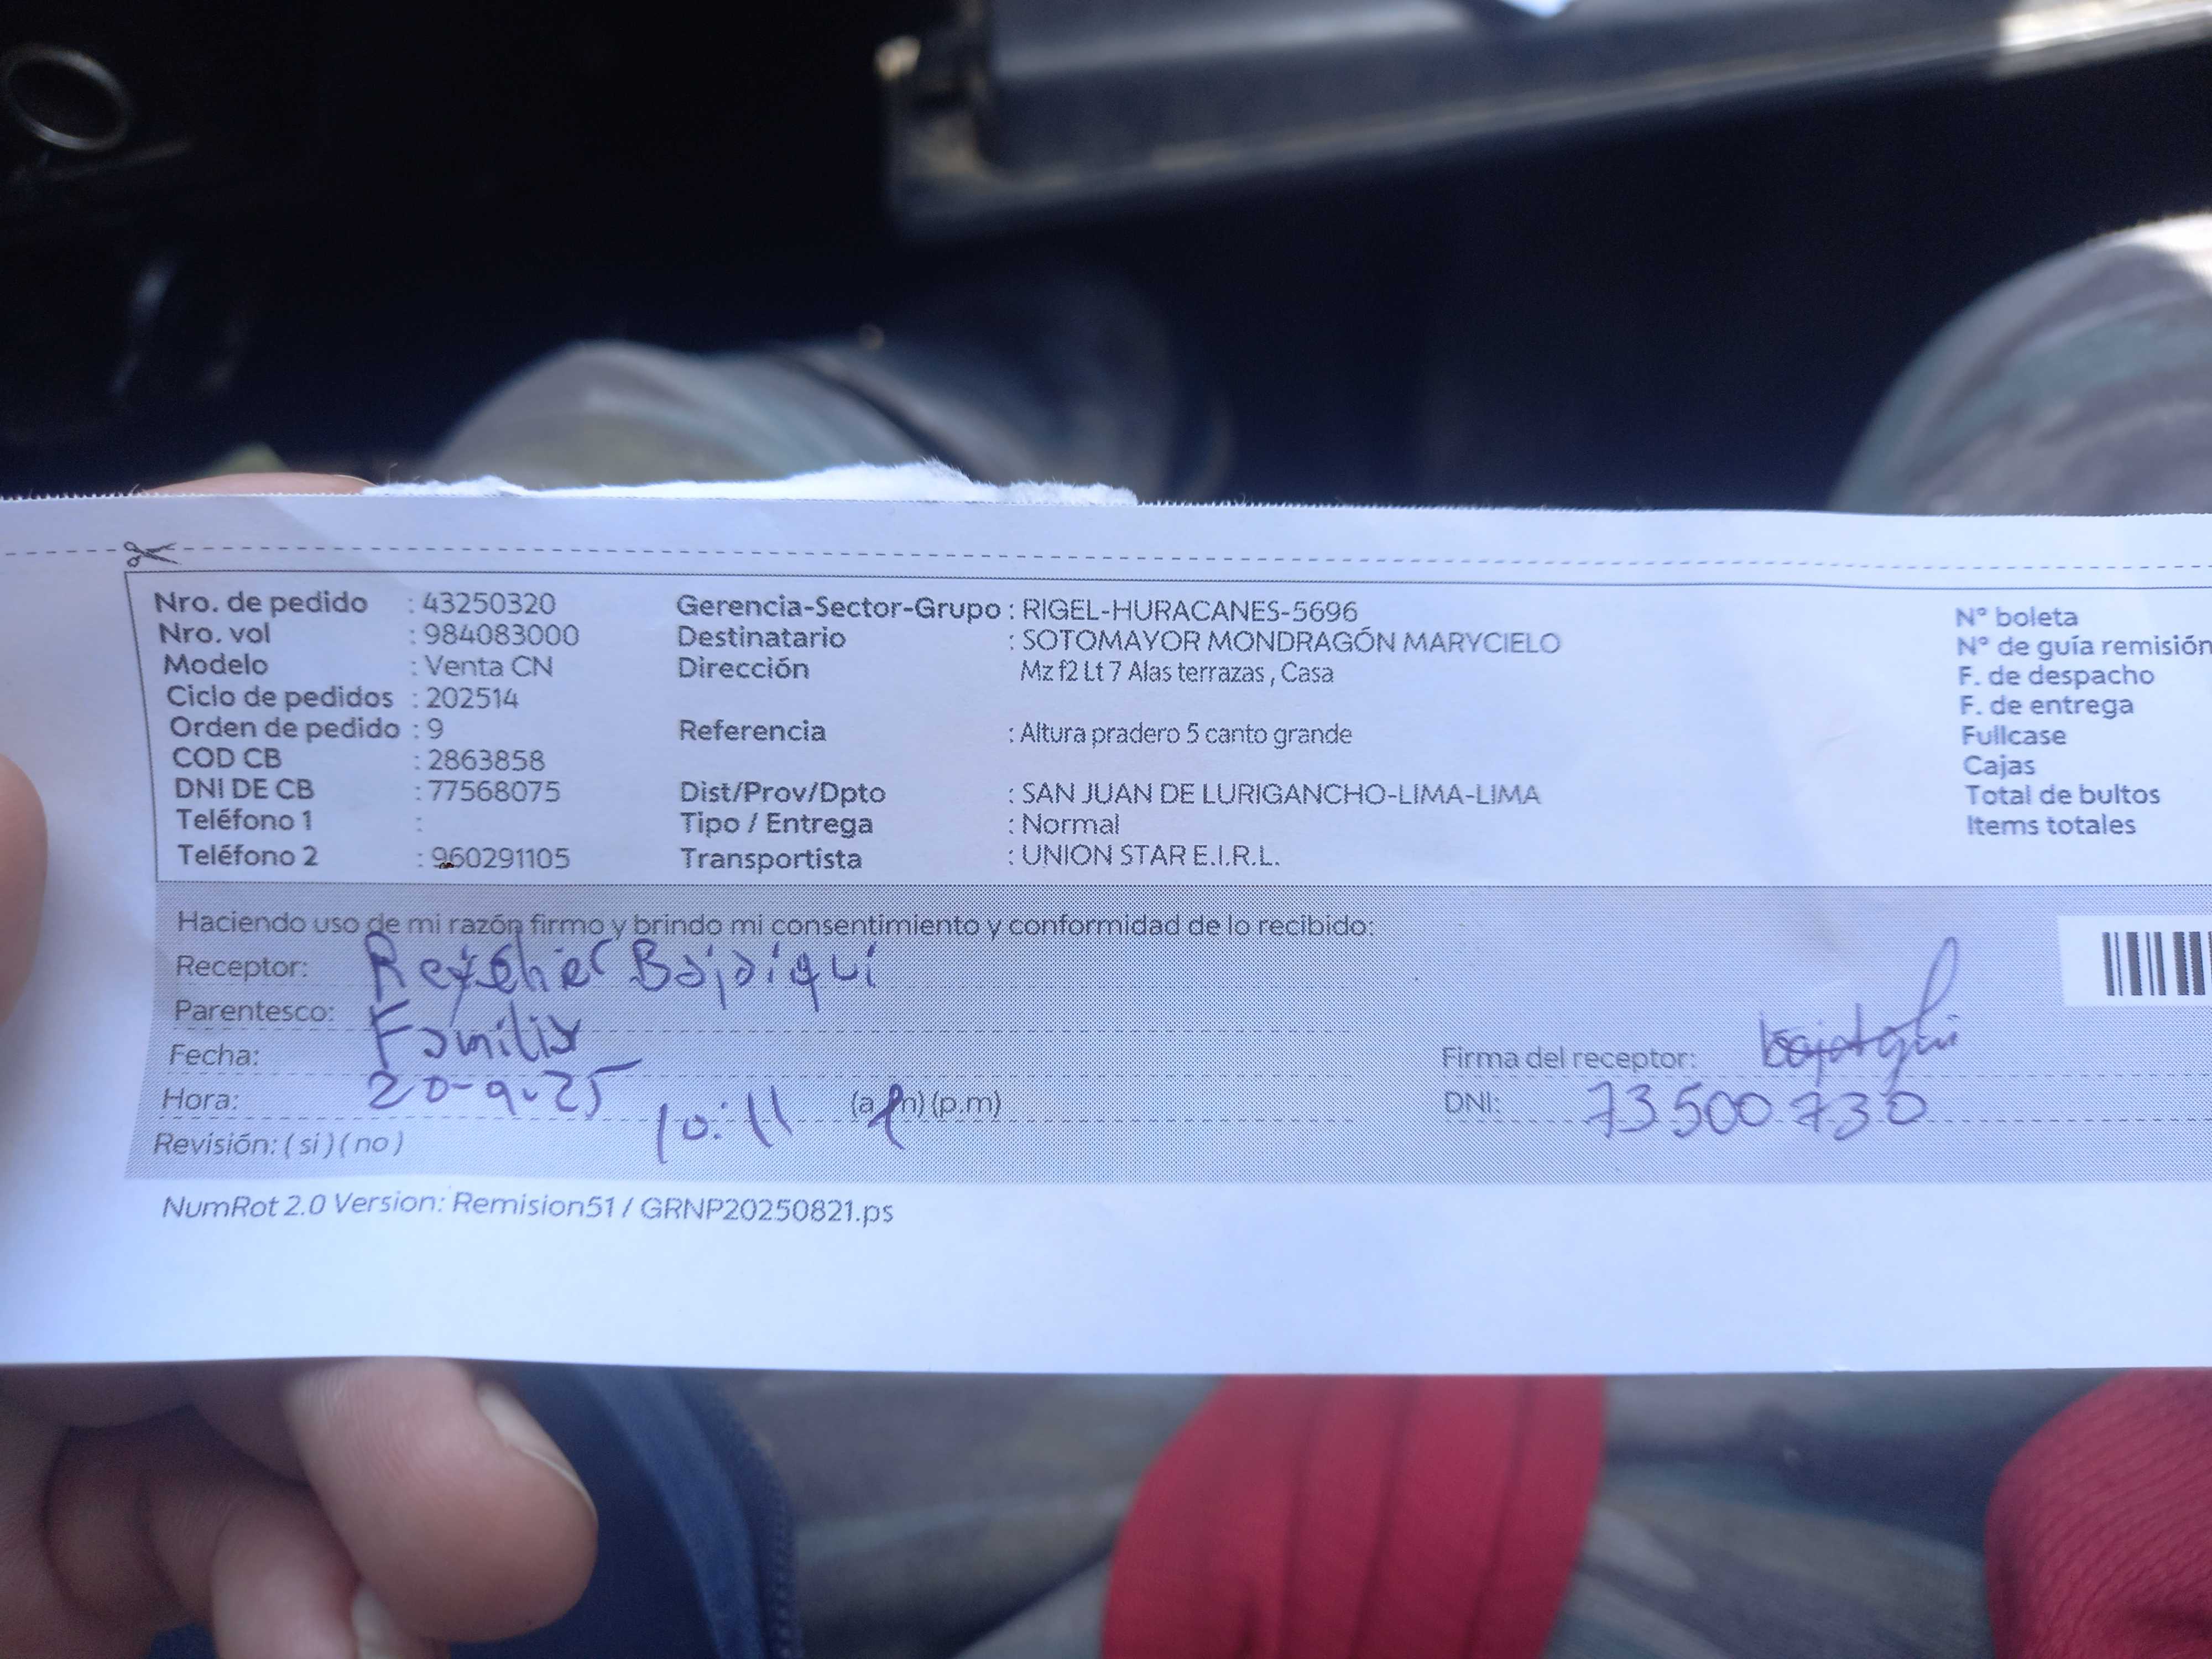 Nro. de pedido : 43250320
Nro. vol : 984083000
Modelo : Venta CN
Ciclo de pedidos : 202514
Orden de pedido : 9
COD CB : 2863858
DNI DE CB : 77568075
Teléfono 1 :
Teléfono 2 : 960291105
Gerencia-Sector-Grupo : RIGEL-HURACANES-5696
Destinatario : SOTOMAYOR MONDRAGÓN MARYCIELO
Dirección Mz f2 Lt 7 Alas terrazas , Casa
Referencia : Altura pradero 5 canto grande
Dist/Prov/Dpto : SAN JUAN DE LURIGANCHO-LIMA-LIMA
Tipo / Entrega : Normal
Transportista : UNION STAR E.I.R.L.
N° boleta
N° de guía remisión
F. de despacho
F. de entrega
Fullcase
Cajas
Total de bultos
Items totales
Haciendo uso de mi razón firmo y brindo mi consentimiento y conformidad de lo recibido:
Receptor:
Parentesco: Familiar
Fecha: 20-9-25
Hora: 10:11 (a.m) (p.m)
Revisión: ( si ) ( no )
Firma del receptor:
DNI: 73500730
NumRot 2.0 Version: Remision51 / GRNP20250821.ps